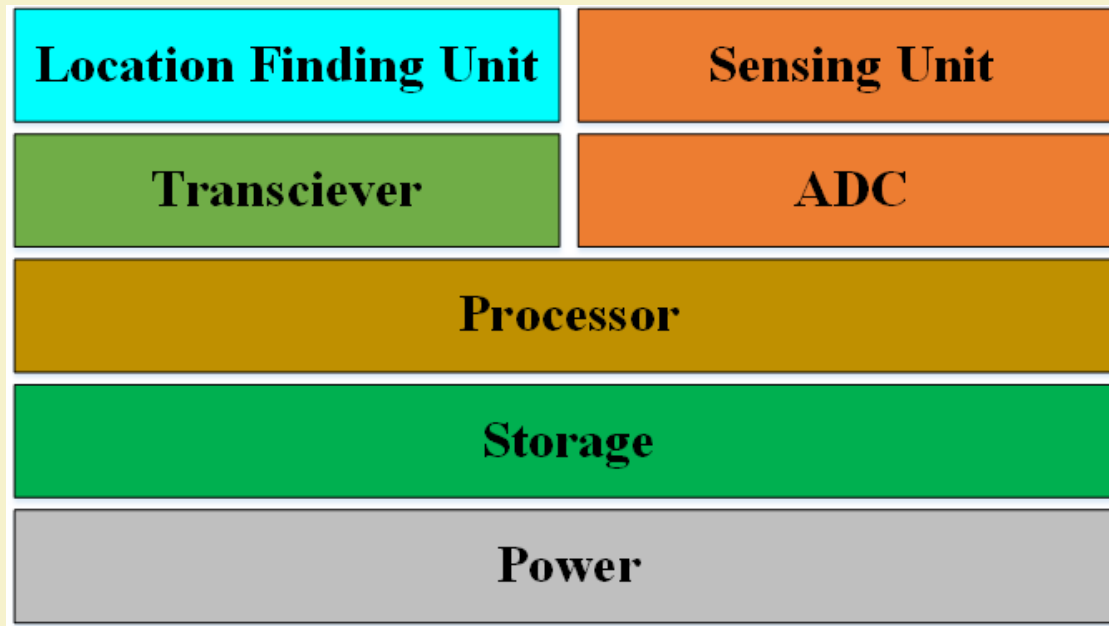 Location Finding Unit
Sensing Unit
Transciever
ADC
Processor
Storage
Power